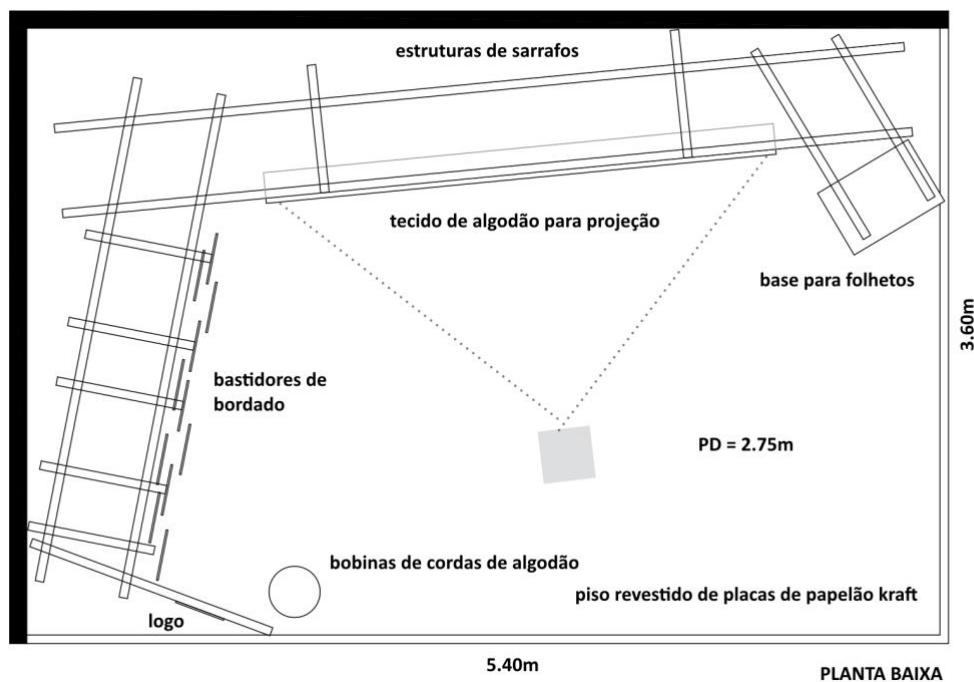 estruturas de sarrafos
tecido de algodão para projeção
base para folhetos
3.60m
bastidores de
bordado
PD = 2.75m
bobinas de cordas de algodão
piso revestido de placas de papelão kraft
logo
5.40m
PLANTA BAIXA